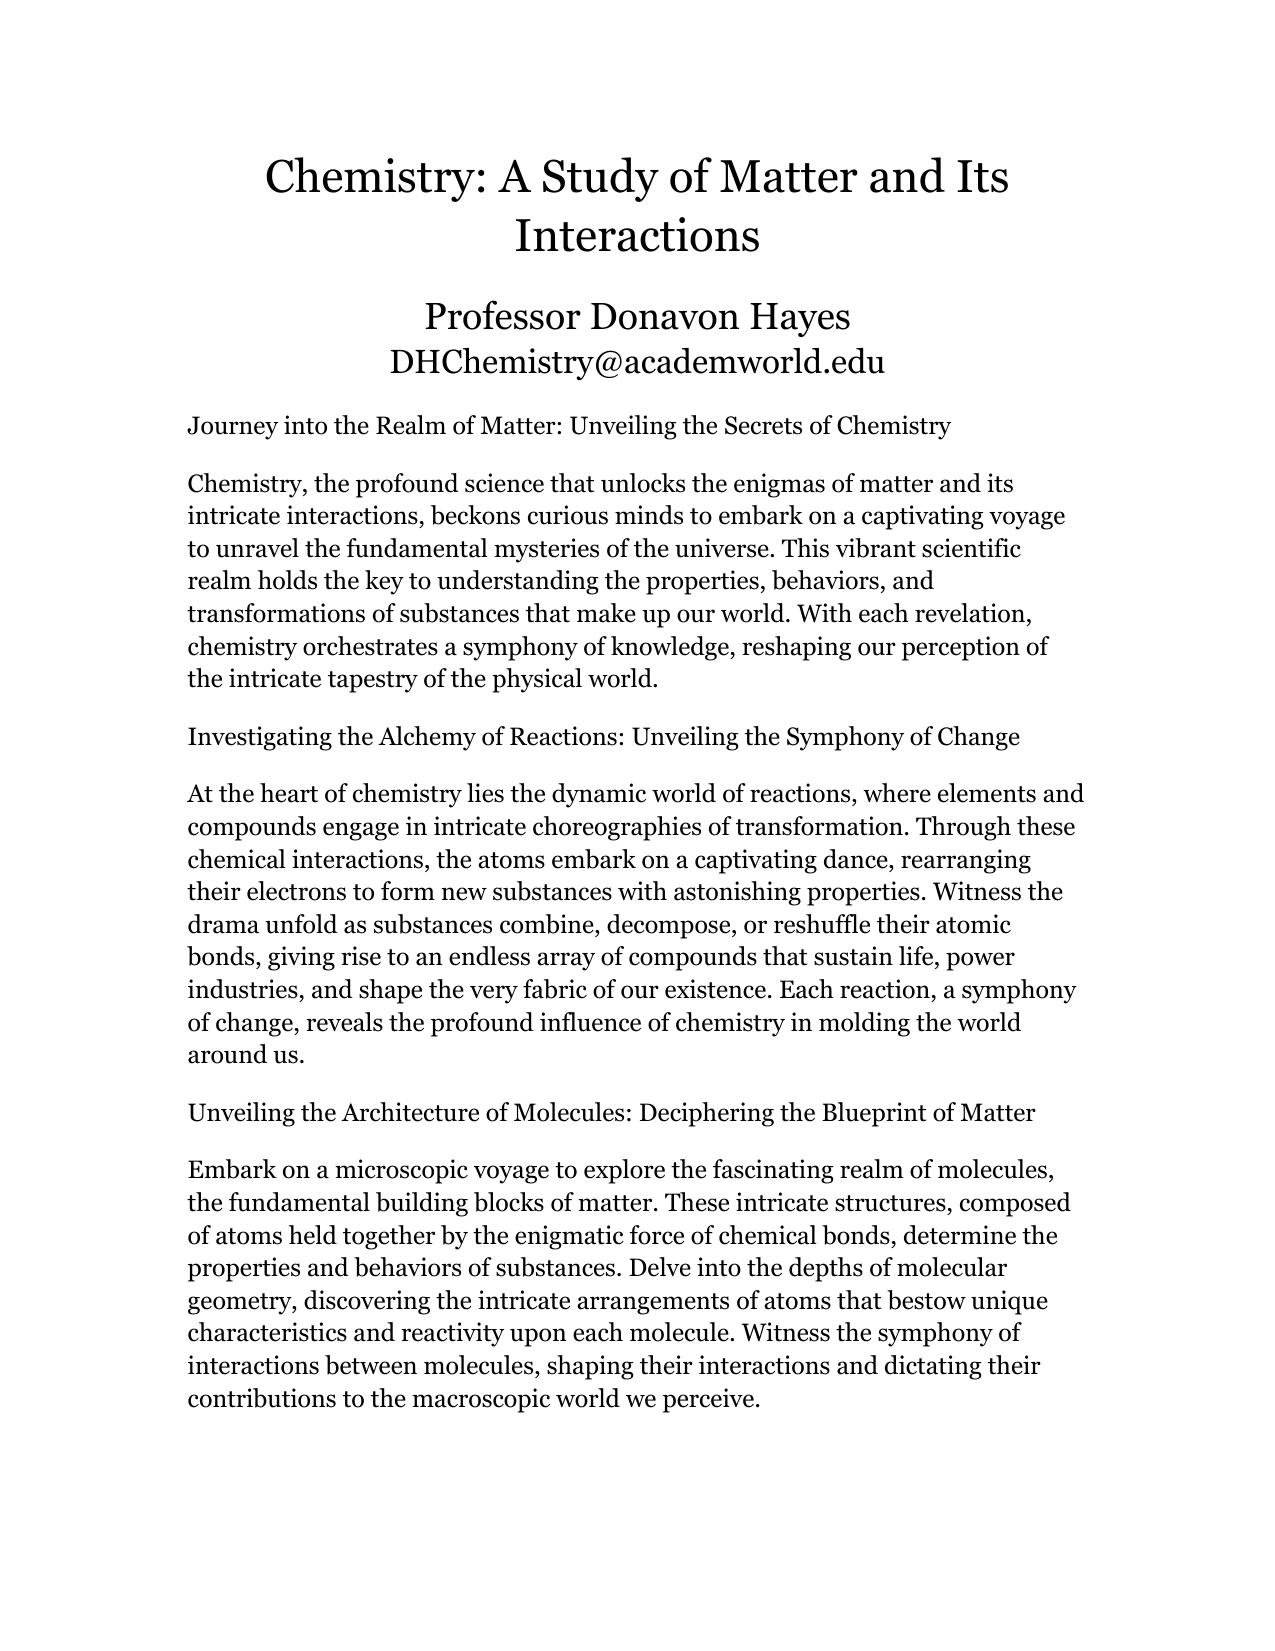 Chemistry: A Study of Matter and Its
Interactions
Professor Donavon Hayes
DHChemistry@academworld.edu
Journey into the Realm of Matter: Unveiling the Secrets of Chemistry
Chemistry, the profound science that unlocks the enigmas of matter and its
intricate interactions, beckons curious minds to embark on a captivating voyage
to unravel the fundamental mysteries of the universe. This vibrant scientific
realm holds the key to understanding the properties, behaviors, and
transformations of substances that make up our world. With each revelation,
chemistry orchestrates a symphony of knowledge, reshaping our perception of
the intricate tapestry of the physical world.
Investigating the Alchemy of Reactions: Unveiling the Symphony of Change
At the heart of chemistry lies the dynamic world of reactions, where elements and
compounds engage in intricate choreographies of transformation. Through these
chemical interactions, the atoms embark on a captivating dance, rearranging
their electrons to form new substances with astonishing properties. Witness the
drama unfold as substances combine, decompose, or reshuffle their atomic
bonds, giving rise to an endless array of compounds that sustain life, power
industries, and shape the very fabric of our existence. Each reaction, a symphony
of change, reveals the profound influence of chemistry in molding the world
around us.
Unveiling the Architecture of Molecules: Deciphering the Blueprint of Matter
Embark on a microscopic voyage to explore the fascinating realm of molecules,
the fundamental building blocks of matter. These intricate structures, composed
of atoms held together by the enigmatic force of chemical bonds, determine the
properties and behaviors of substances. Delve into the depths of molecular
geometry, discovering the intricate arrangements of atoms that bestow unique
characteristics and reactivity upon each molecule. Witness the symphony of
interactions between molecules, shaping their interactions and dictating their
contributions to the macroscopic world we perceive.